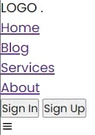 LOGO .
Home
Blog
Services
About
Sign In Sign Up